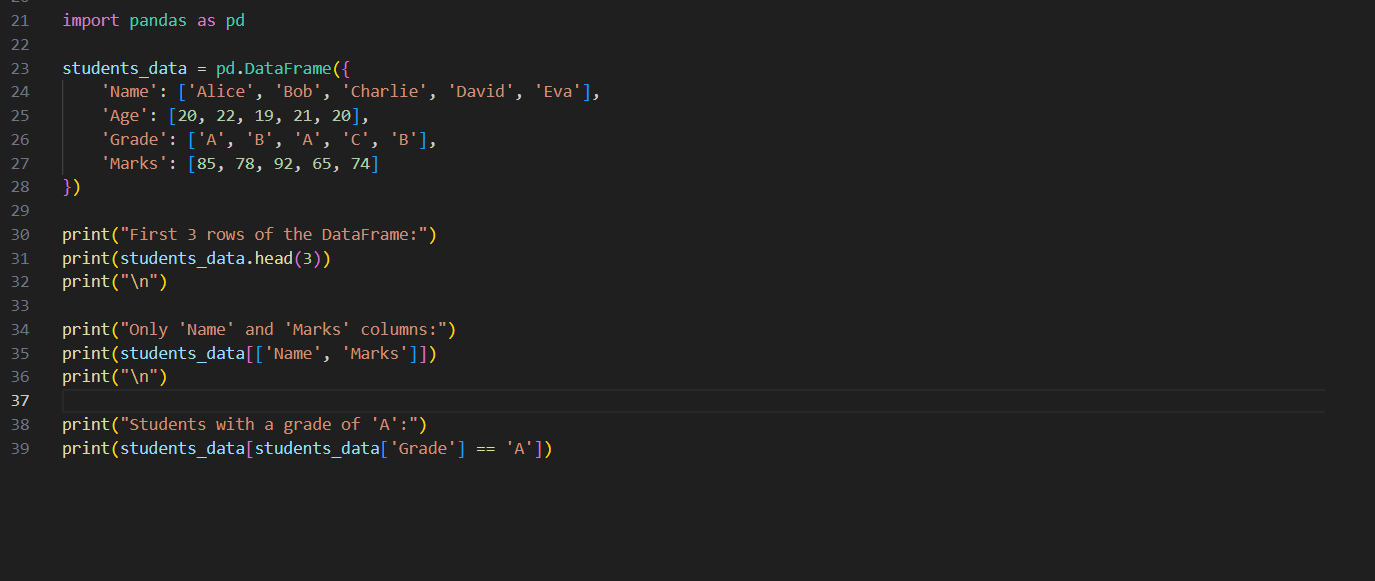 21 import pandas as pd
22
23 students_data = pd.DataFrame({
24     'Name': ['Alice', 'Bob', 'Charlie', 'David', 'Eva'],
25     'Age': [20, 22, 19, 21, 20],
26     'Grade': ['A', 'B', 'A', 'C', 'B'],
27     'Marks': [85, 78, 92, 65, 74]
28 })
29
30 print("First 3 rows of the DataFrame:")
31 print(students_data.head(3))
32 print("\n")
33
34 print("Only 'Name' and 'Marks' columns:")
35 print(students_data[['Name', 'Marks']])
36 print("\n")
37
38 print("Students with a grade of 'A':")
39 print(students_data[students_data['Grade'] == 'A'])